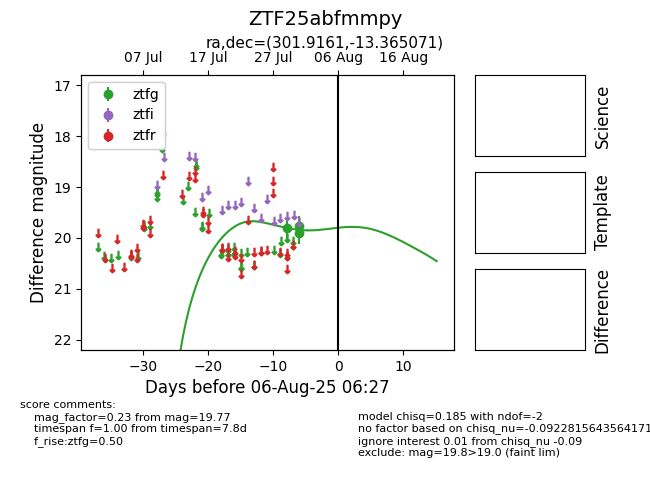 ZTF25abfmmpy
ra,dec=(301.9161,-13.365071)
07 Jul 17 Jul 27 Jul 06 Aug 16 Aug
ztfg
ztfi
ztfr
17
18
19
20
21
22
Difference magnitude
−30 −20 −10 0 10
Days before 06-Aug-25 06:27
Science
Template
Difference
score comments:
mag_factor=0.23 from mag=19.77
timespan f=1.00 from timespan=7.8d
f_rise:ztfg=0.50
model chisq=0.185 with ndof=-2
no factor based on chisq_nu=-0.0922815643564171
ignore interest 0.01 from chisq_nu -0.09
exclude: mag=19.8>19.0 (faint lim)